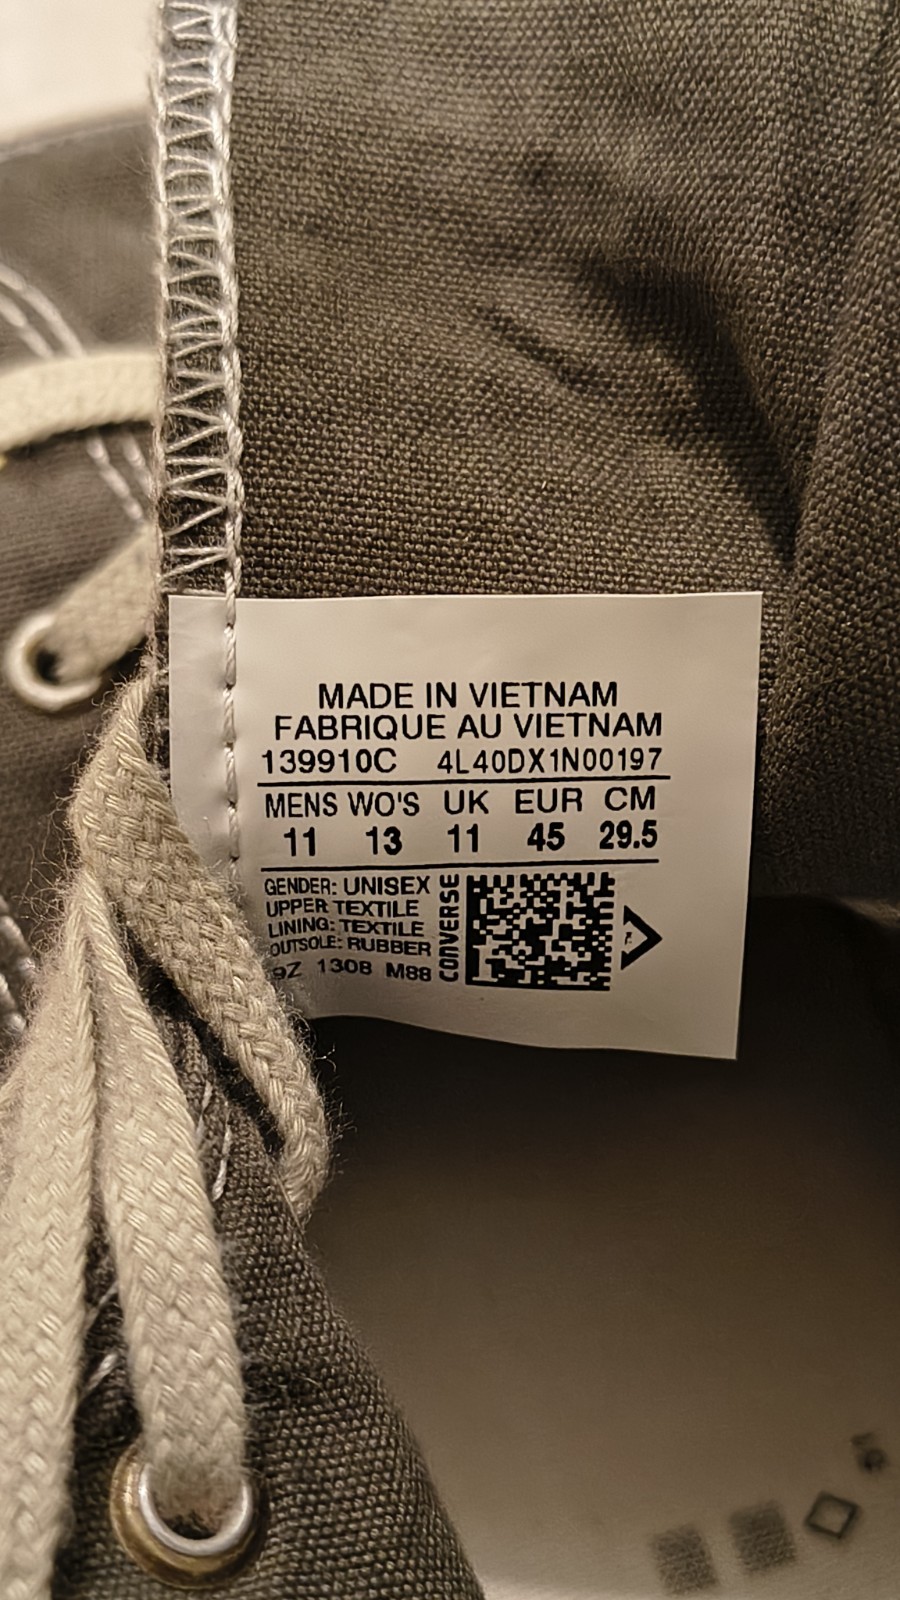 MADE IN VIETNAM
FABRIQUE AU VIETNAM
139910C 4L40DX1N00197
MENS WO'S UK EUR CM
11 13 11 45 29.5
GENDER: UNISEX
UPPER TEXTILE
LINING: TEXTILE
OUTSOLE: RUBBER
9Z 1308 M88
CONVERSE